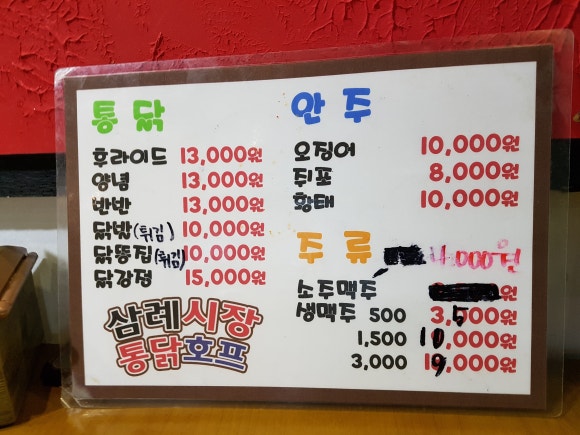 통닭
후라이드 13,000원
양념 13,000원
반반 13,000원
닭발(튀김) 10,000원
닭똥집(튀김) 10,000원
닭강정 15,000원
삼례시장
통닭호프
안주
오징어 10,000원
쥐포 8,000원
황태 10,000원
주류
4,000원
소주맥주 원
생맥주 500 3,500원
1,500 10,000원
3,000 19,000원